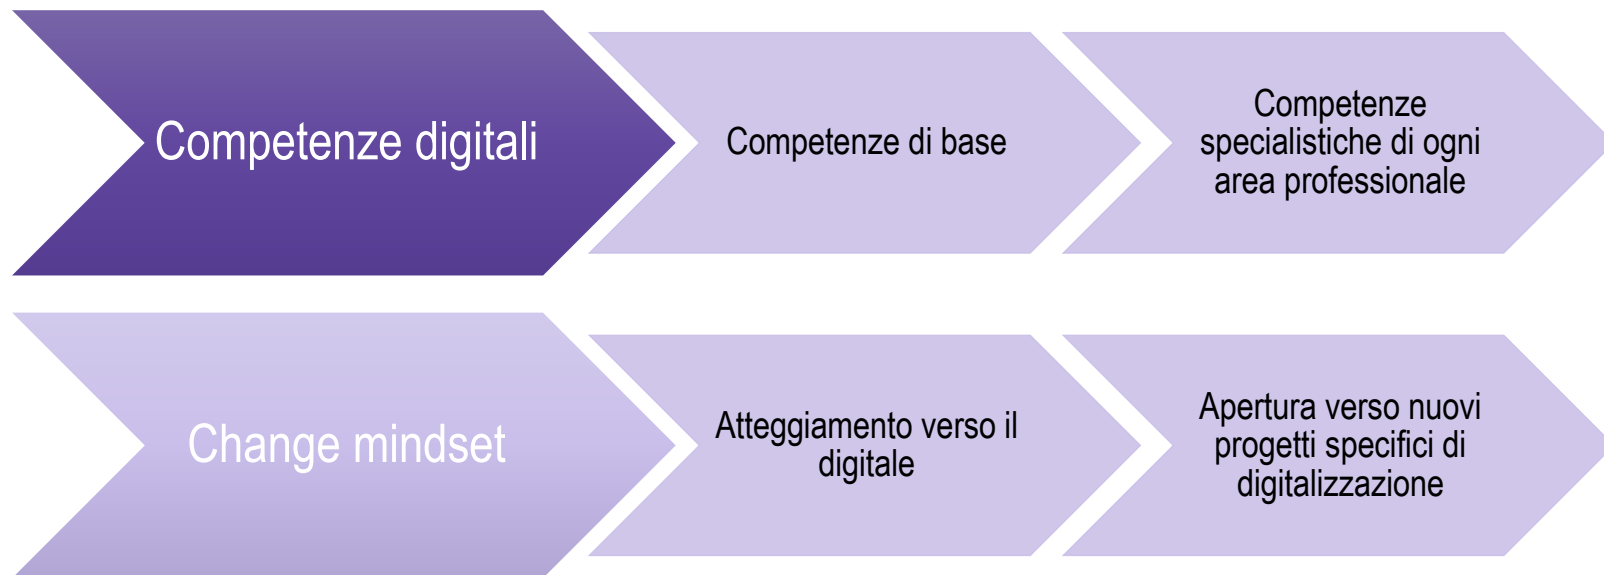 Competenze digitali
Competenze di base
Competenze
specialistiche di ogni
area professionale
Change mindset
Atteggiamento verso il
digitale
Apertura verso nuovi
progetti specifici di
digitalizzazione